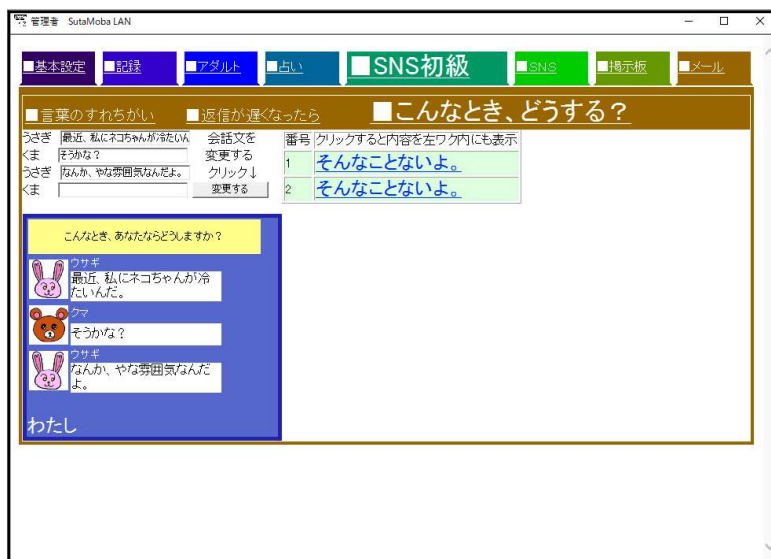 管理者 SutaMoba LAN
■基本設定 ■記録 ■アダルト ■占い ■SNS初級 ■SNS ■掲示板 ■メール
■言葉のすれちがい ■返信が遅くなったら ■こんなとき、どうする？
うさぎ 最近、私にネコちゃんが冷たいん 会話文を
くま そうかな？ 変更する
うさぎ なんか、やな雰囲気なんだよ。 クリック↓
くま 変更する
番号 クリックすると内容を左ワク内にも表示
1 そんなことないよ。
2 そんなことないよ。
こんなとき、あなたならどうしますか？
ウサギ
最近、私にネコちゃんが冷
たいんだ。
クマ
そうかな？
ウサギ
なんか、やな雰囲気なんだ
よ。
わたし